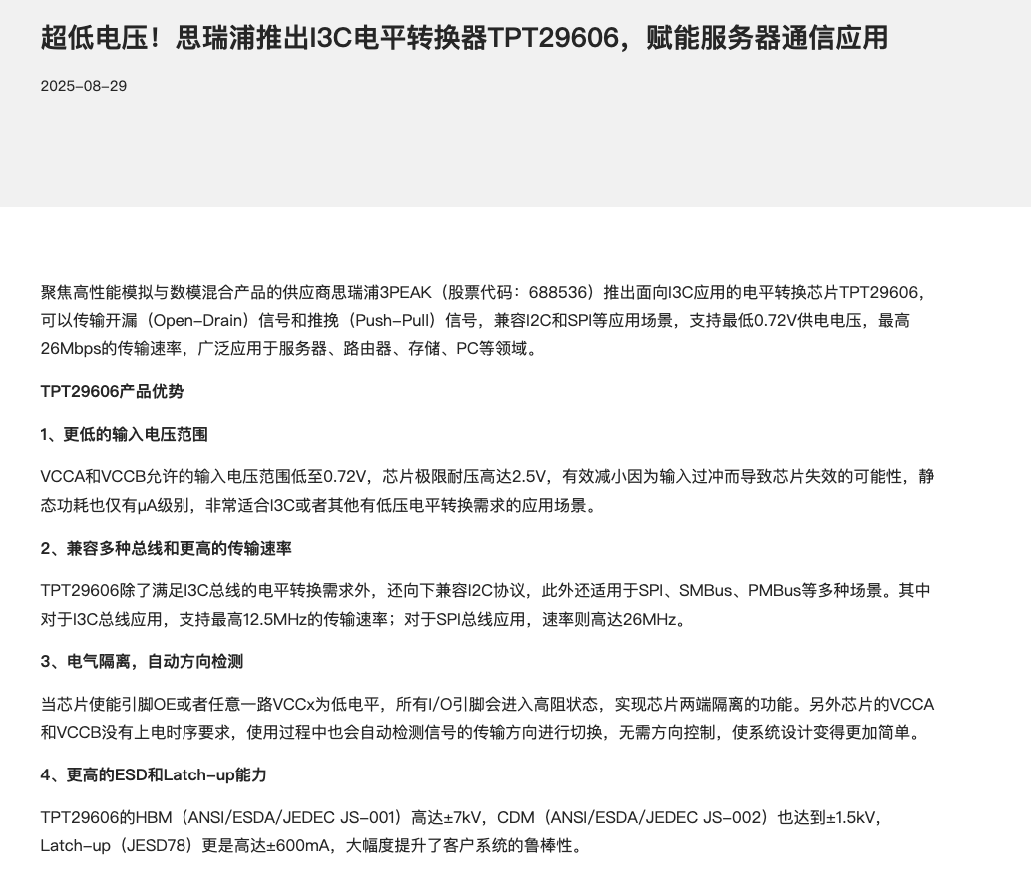 超低电压！思瑞浦推出I3C电平转换器TPT29606，赋能服务器通信应用
2025-08-29
聚焦高性能模拟与数模混合产品的供应商思瑞浦3PEAK（股票代码：688536）推出面向I3C应用的电平转换芯片TPT29606，
可以传输开漏（Open-Drain）信号和推挽（Push-Pull）信号，兼容I2C和SPI等应用场景，支持最低0.72V供电电压，最高
26Mbps的传输速率，广泛应用于服务器、路由器、存储、PC等领域。
TPT29606产品优势
1、更低的输入电压范围
VCCA和VCCB允许的输入电压范围低至0.72V，芯片极限耐压高达2.5V，有效减小因为输入过冲而导致芯片失效的可能性，静
态功耗也仅有μA级别，非常适合I3C或者其他有低压电平转换需求的应用场景。
2、兼容多种总线和更高的传输速率
TPT29606除了满足I3C总线的电平转换需求外，还向下兼容I2C协议，此外还适用于SPI、SMBus、PMBus等多种场景。其中
对于I3C总线应用，支持最高12.5MHz的传输速率；对于SPI总线应用，速率则高达26MHz。
3、电气隔离，自动方向检测
当芯片使能引脚OE或者任意一路VCCx为低电平，所有I/O引脚会进入高阻状态，实现芯片两端隔离的功能。另外芯片的VCCA
和VCCB没有上电时序要求，使用过程中也会自动检测信号的传输方向进行切换，无需方向控制，使系统设计变得更加简单。
4、更高的ESD和Latch-up能力
TPT29606的HBM（ANSI/ESDA/JEDEC JS-001）高达±7kV，CDM（ANSI/ESDA/JEDEC JS-002）也达到±1.5kV，
Latch-up（JESD78）更是高达±600mA，大幅度提升了客户系统的鲁棒性。